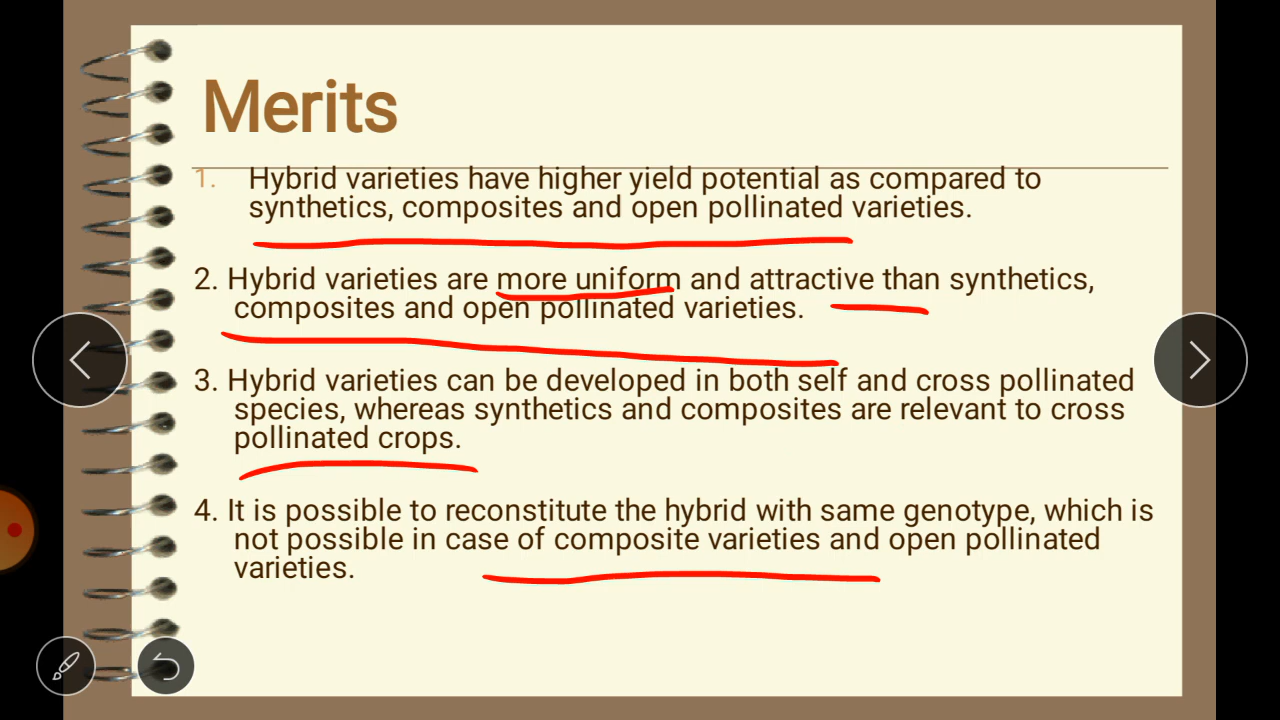 Merits
1. Hybrid varieties have higher yield potential as compared to
synthetics, composites and open pollinated varieties.
2. Hybrid varieties are more uniform and attractive than synthetics,
composites and open pollinated varieties.
3. Hybrid varieties can be developed in both self and cross pollinated
species, whereas synthetics and composites are relevant to cross
pollinated crops.
4. It is possible to reconstitute the hybrid with same genotype, which is
not possible in case of composite varieties and open pollinated
varieties.